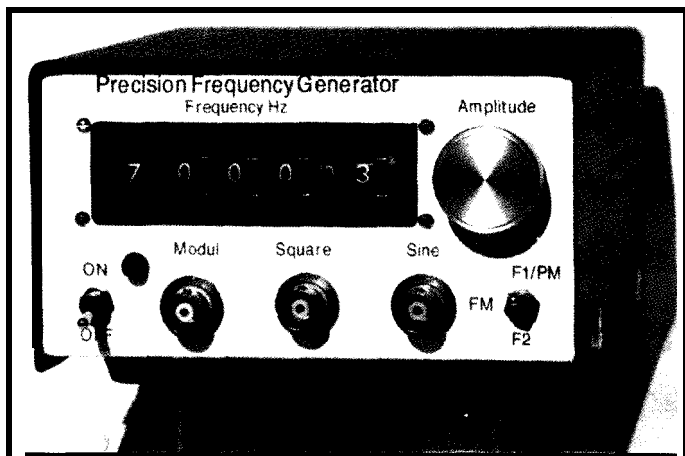 Precision Frequency Generator
Frequency Hz
Amplitude
7 0 0 0 0 3
Modul Square Sine
ON
F1/PM
FM
OFF
F2